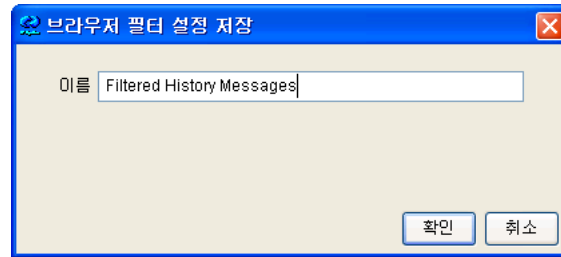 브라우저 필터 설정 저장
이름 Filtered History Messages
확인 취소